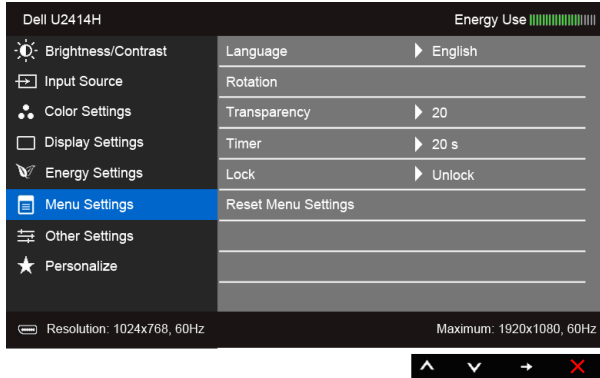 Dell U2414H Energy Use
Brightness/Contrast Language English
Input Source Rotation
Color Settings Transparency 20
Display Settings Timer 20 s
Energy Settings Lock Unlock
Menu Settings Reset Menu Settings
Other Settings
Personalize
Resolution: 1024x768, 60Hz Maximum: 1920x1080, 60Hz